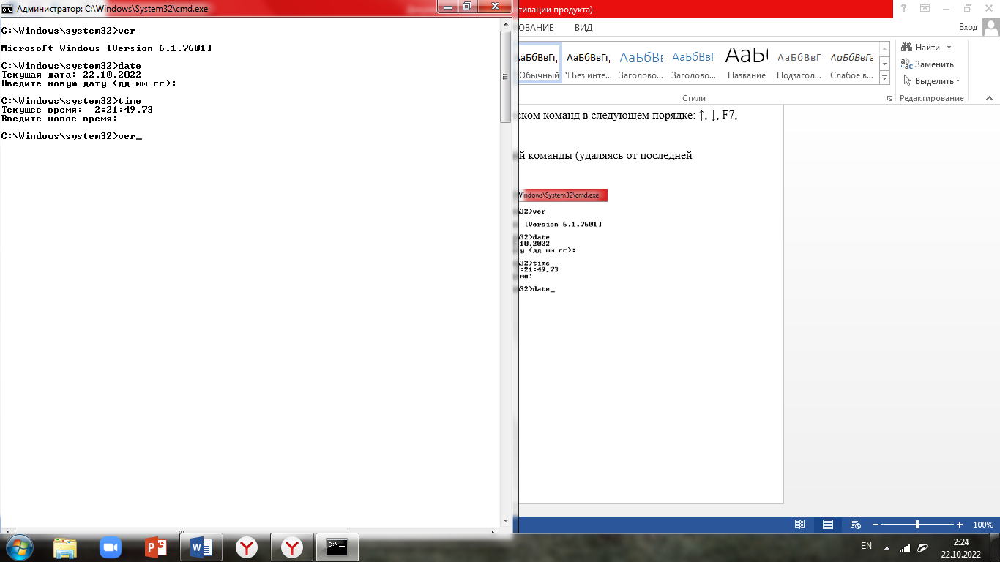 Администратор: C:\Windows\System32\cmd.exe
C:\Windows\system32>ver
Microsoft Windows [Version 6.1.7601]
C:\Windows\system32>date
Текущая дата: 22.10.2022
Введите новую дату (дд-мм-гг):
C:\Windows\system32>time
Текущее время:  2:21:49,73
Введите новое время:
C:\Windows\system32>ver_
тивации продукта)
ОВАНИЕ ВИД
Вход
АаБбВвГг, АаБбВвГг, АаБбВв АаБбВвГ АаБб АаБбВвГ АаБбВвГг
Обычный ¶ Без инте... Заголово... Заголово... Название Подзагол... Слабое в...
Стили
Найти
Заменить
Выделить
Редактирование
ском команд в следующем порядке: ↑, ↓, F7,
й команды (удаляясь от последней
Windows\System32\cmd.exe
32>ver
[Version 6.1.7601]
32>date
10.2022
у (дд-мм-гг):
32>time
:21:49,73
мя:
32>date_
100%
EN
2:24
22.10.2022